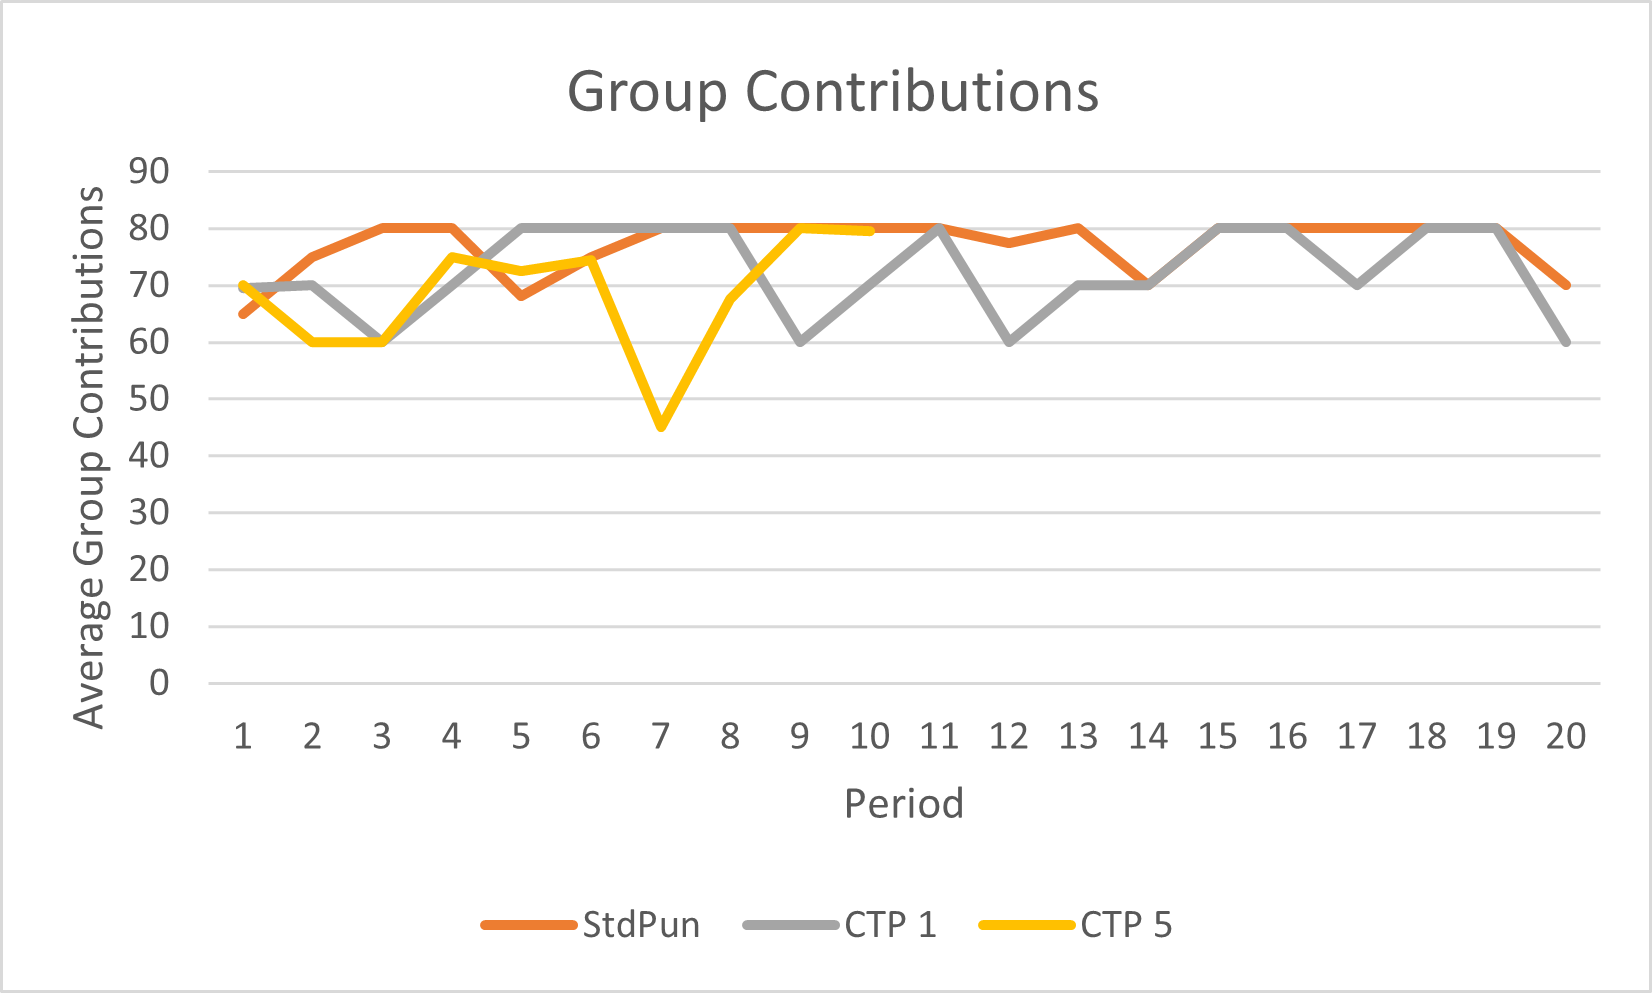 Group Contributions
Average Group Contributions
90
80
70
60
50
40
30
20
10
0
1 2 3 4 5 6 7 8 9 10 11 12 13 14 15 16 17 18 19 20
Period
StdPun CTP 1 CTP 5